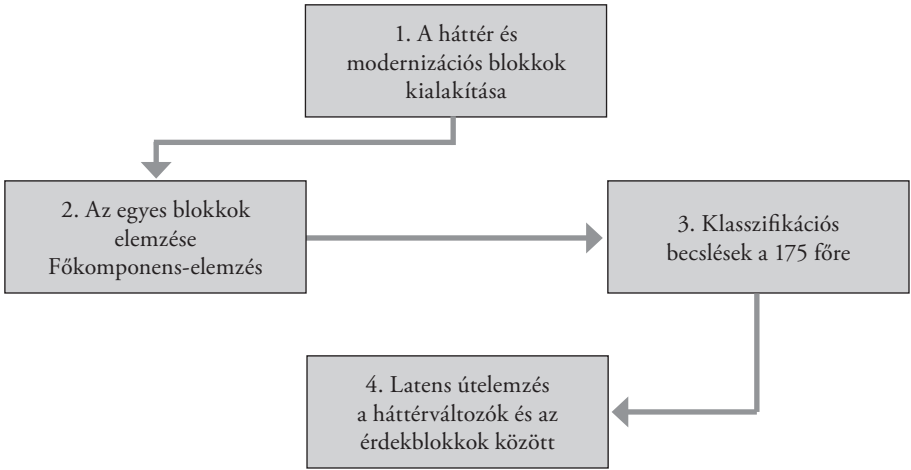 1. A háttér és
modernizációs blokkok
kialakítása
2. Az egyes blokkok
elemzése
Főkomponens-elemzés
3. Klasszifikációs
becslések a 175 főre
4. Latens útelemzés
a háttérváltozók és az
érdekblokkok között